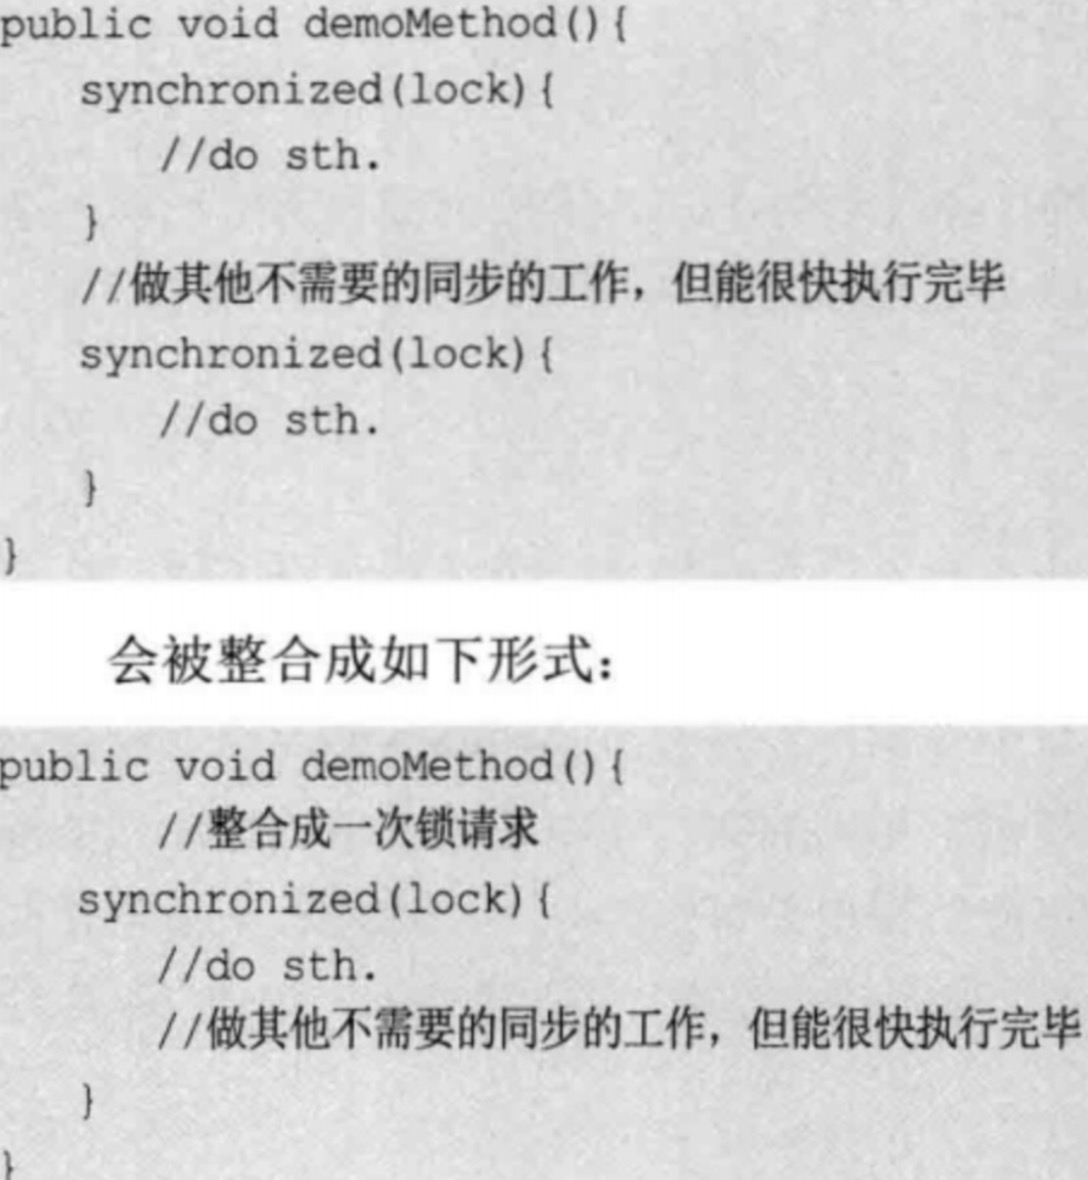 public void demoMethod(){
synchronized(lock){
//do sth.
}
//做其他不需要的同步的工作，但能很快执行完毕
synchronized(lock){
//do sth.
}
}
会被整合成如下形式：
public void demoMethod(){
//整合成一次锁请求
synchronized(lock){
//do sth.
//做其他不需要的同步的工作，但能很快执行完毕
}
}